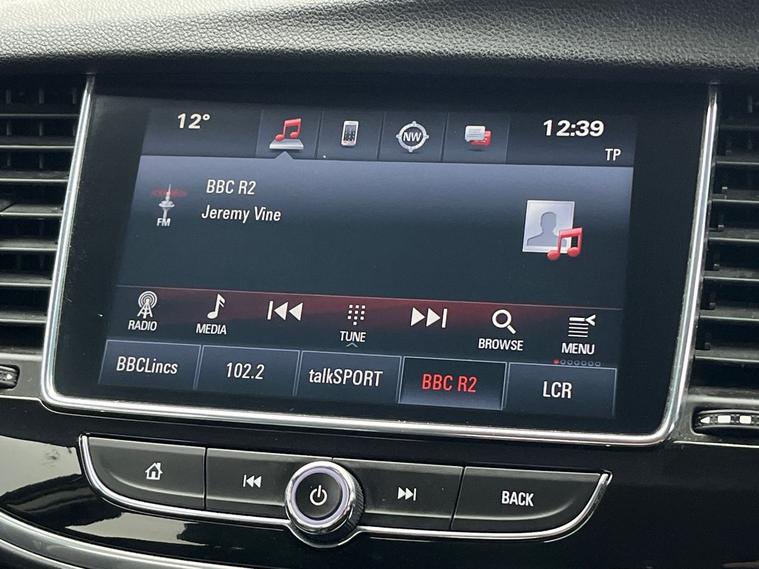 12°
NW
12:39
TP
BBC R2
Jeremy Vine
FM
RADIO
MEDIA
TUNE
BROWSE
MENU
BBCLincs
102.2
talkSPORT
BBC R2
LCR
BACK